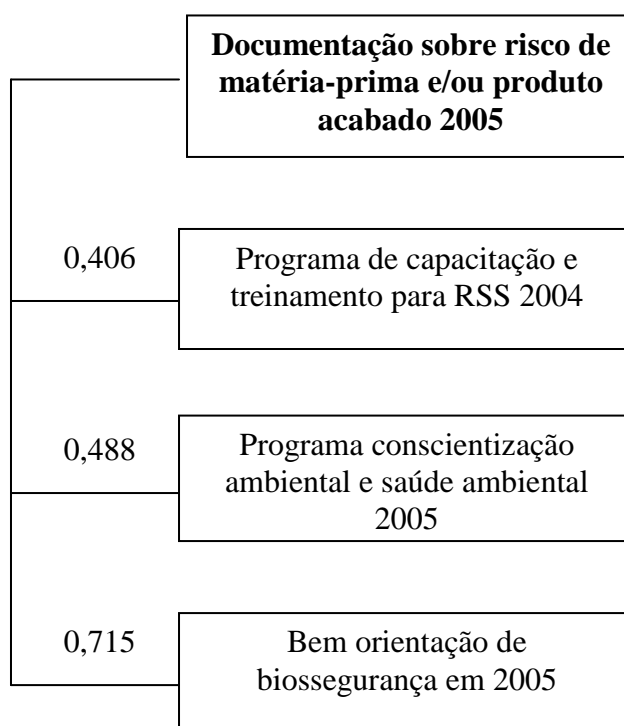 Documentação sobre risco de
matéria-prima e/ou produto
acabado 2005
0,406
Programa de capacitação e
treinamento para RSS 2004
0,488
Programa conscientização
ambiental e saúde ambiental
2005
0,715
Bem orientação de
biossegurança em 2005